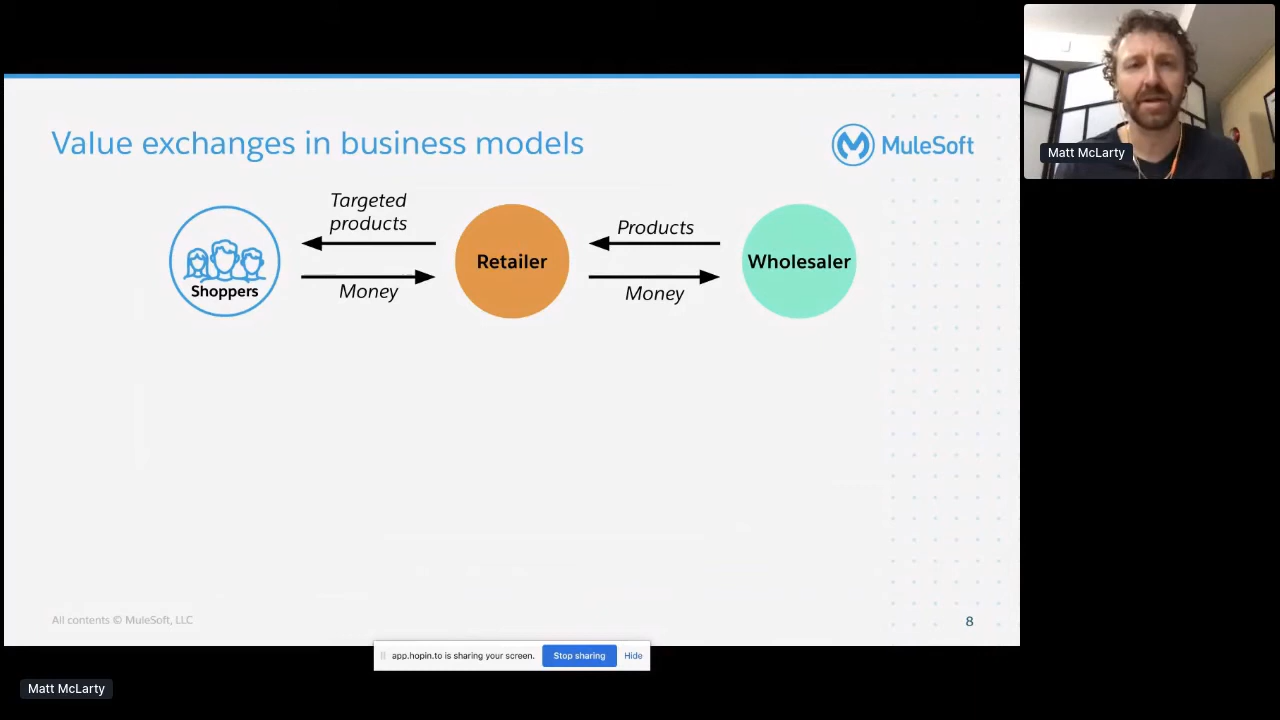 Value exchanges in business models
MuleSoft
Targeted
products
Money
Shoppers
Retailer
Products
Money
Wholesaler
All contents © MuleSoft, LLC
8
app.hopin.to is sharing your screen.
Stop sharing
Hide
Matt McLarty
Matt McLarty